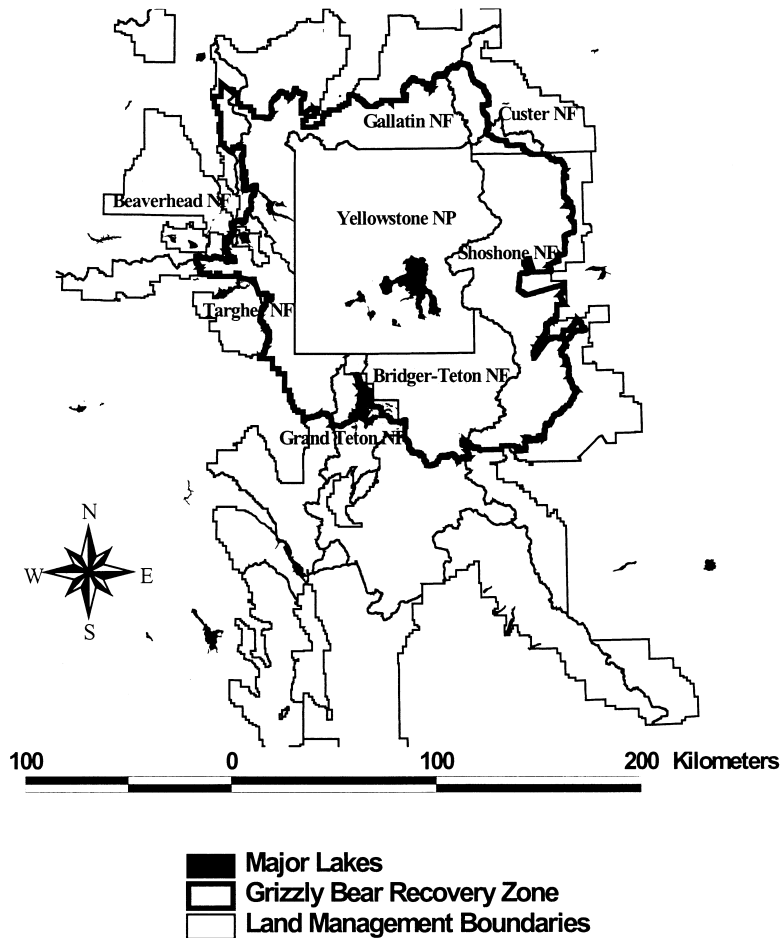 Gallatin NF
Custer NF
Beaverhead NF
Yellowstone NP
Shoshone NF
Targhee NF
Bridger-Teton NF
Grand Teton NP
N
W E
S
100 0 100 200 Kilometers
Major Lakes
Grizzly Bear Recovery Zone
Land Management Boundaries